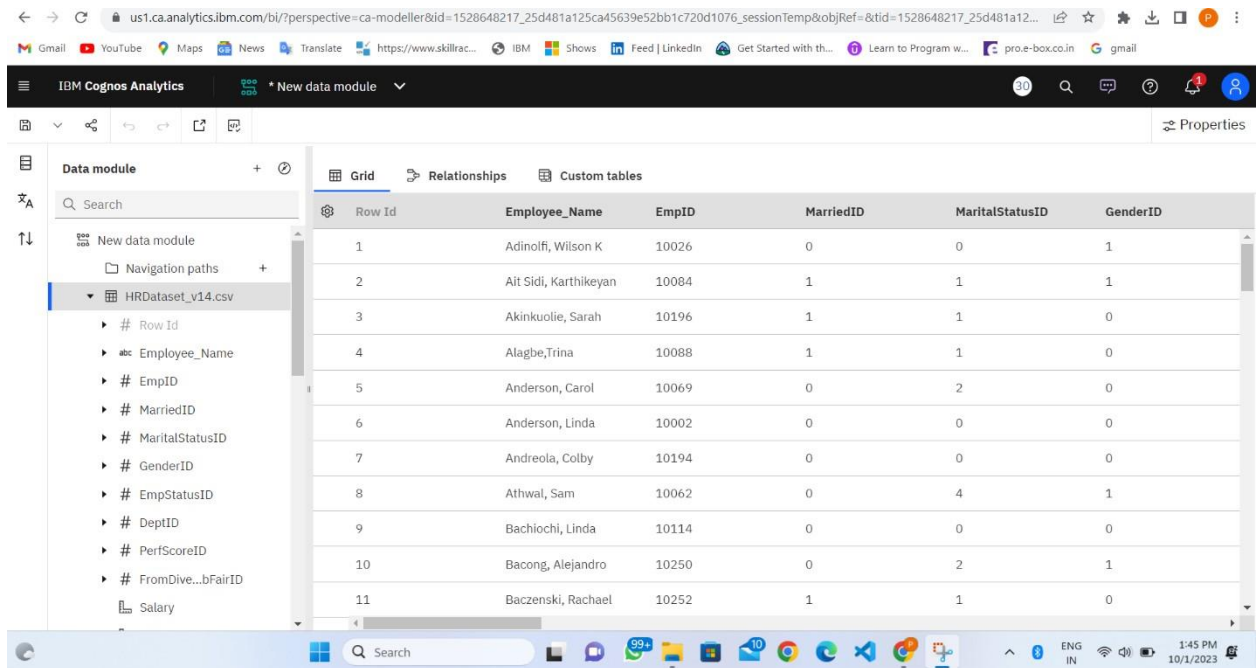 us1.ca.analytics.ibm.com/bi/?perspective=ca-modeller&id=1528648217_25d481a125ca45639e52bb1c720d1076_sessionTemp&objRef=&tid=1528648217_25d481a12... P
Gmail YouTube Maps News Translate https://www.skillrac... IBM Shows Feed | LinkedIn Get Started with th... Learn to Program w... pro.e-box.co.in gmail
IBM Cognos Analytics * New data module 30 1
Properties
Data module +
Grid Relationships Custom tables
Search
Row Id Employee_Name EmpID MarriedID MaritalStatusID GenderID
New data module
Navigation paths +
HRDataset_v14.csv
# Row Id
abc Employee_Name
# EmpID
# MarriedID
# MaritalStatusID
# GenderID
# EmpStatusID
# DeptID
# PerfScoreID
# FromDive...bFairID
Salary
1 Adinolfi, Wilson K 10026 0 0 1
2 Ait Sidi, Karthikeyan 10084 1 1 1
3 Akinkuolie, Sarah 10196 1 1 0
4 Alagbe,Trina 10088 1 1 0
5 Anderson, Carol 10069 0 2 0
6 Anderson, Linda 10002 0 0 0
7 Andreola, Colby 10194 0 0 0
8 Athwal, Sam 10062 0 4 1
9 Bachiochi, Linda 10114 0 0 0
10 Bacong, Alejandro 10250 0 2 1
11 Baczenski, Rachael 10252 1 1 0
Search 99+ 10 ENG IN 1:45 PM 10/1/2023